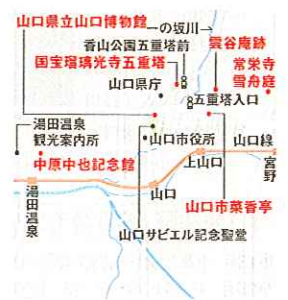 山口県立山口博物館
一の坂川→
香山公園五重塔前
雲谷庵跡
国宝瑠璃光寺五重塔
常栄寺
雪舟庭
山口県庁
五重塔入口
湯田温泉
観光案内所
山口市役所
山口線
上山口
宮野
中原中也記念館
山口
湯田温泉
山口市菜香亭
山口サビエル記念聖堂